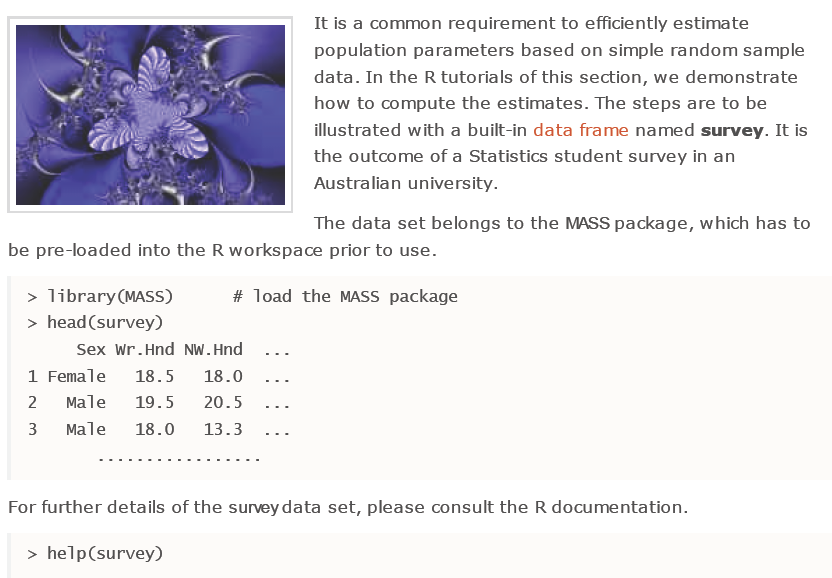 It is a common requirement to efficiently estimate
population parameters based on simple random sample
data. In the R tutorials of this section, we demonstrate
how to compute the estimates. The steps are to be
illustrated with a built-in data frame named survey. It is
the outcome of a Statistics student survey in an
Australian university.
The data set belongs to the MASS package, which has to
be pre-loaded into the R workspace prior to use.
> library(MASS)      # load the MASS package
> head(survey)
     Sex Wr.Hnd NW.Hnd  ...
1 Female   18.5   18.0  ...
2   Male   19.5   20.5  ...
3   Male   18.0   13.3  ...
.................
For further details of the survey data set, please consult the R documentation.
> help(survey)